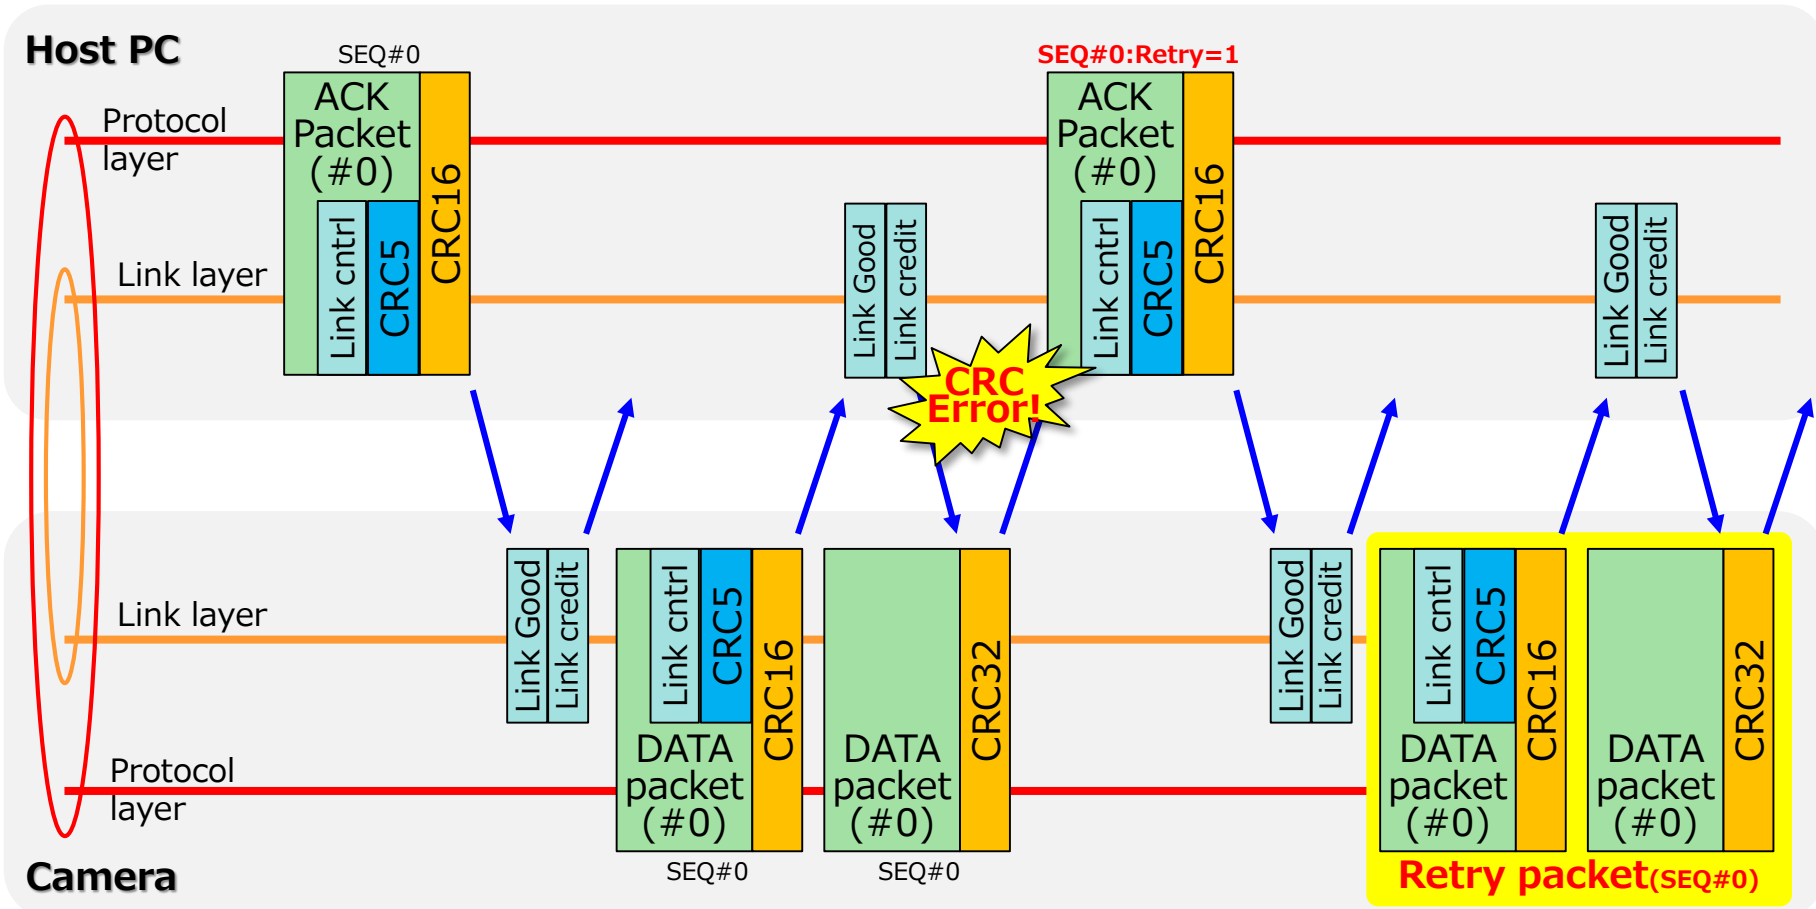 Host PC
SEQ#0
SEQ#0:Retry=1
Protocol
layer
ACK
Packet
(#0)
Link cntrl
CRC5
CRC16
ACK
Packet
(#0)
Link cntrl
CRC5
CRC16
Link layer
Link Good
Link credit
Link Good
Link credit
CRC
Error!
Link layer
Link Good
Link credit
Link cntrl
CRC5
CRC16
DATA
packet
(#0)
DATA
packet
(#0)
CRC32
Link Good
Link credit
Link cntrl
CRC5
CRC16
DATA
packet
(#0)
DATA
packet
(#0)
CRC32
Protocol
layer
SEQ#0
SEQ#0
Retry packet(SEQ#0)
Camera